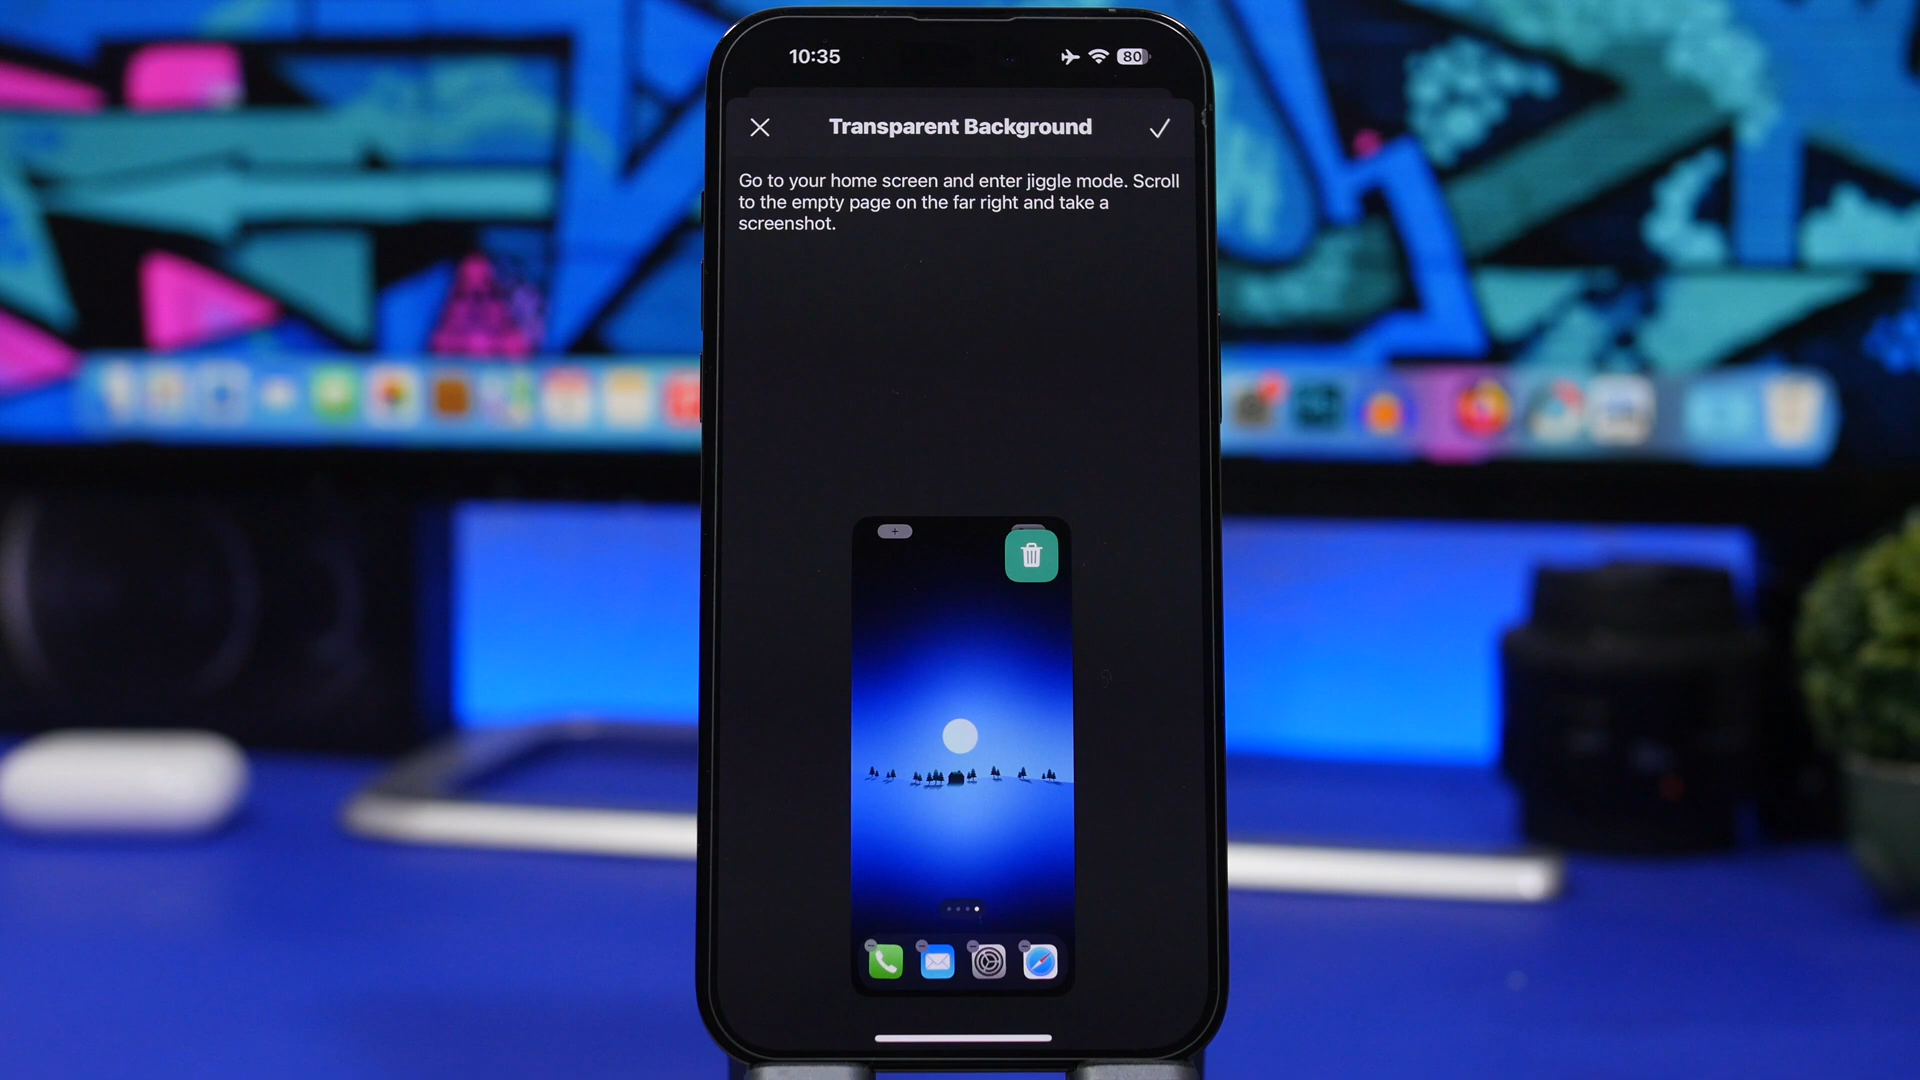 10:35
80
Transparent Background
Go to your home screen and enter jiggle mode. Scroll
to the empty page on the far right and take a
screenshot.